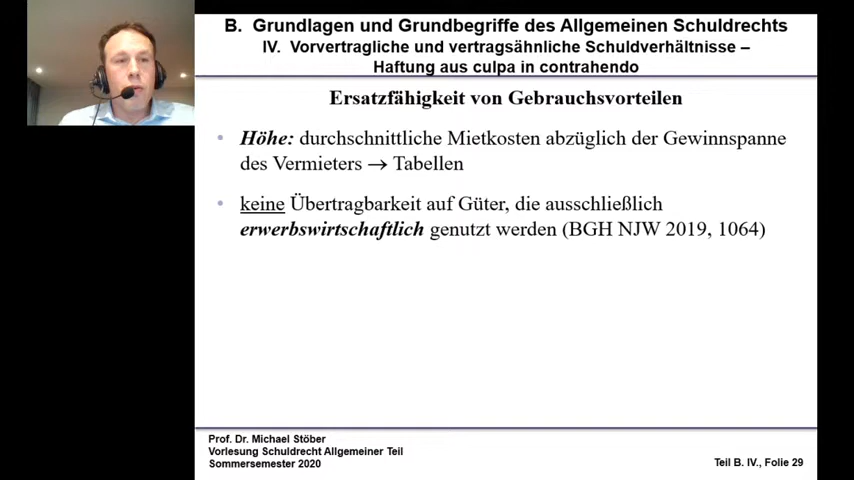 B. Grundlagen und Grundbegriffe des Allgemeinen Schuldrechts
IV. Vorvertragliche und vertragsähnliche Schuldverhältnisse –
Haftung aus culpa in contrahendo
Ersatzfähigkeit von Gebrauchsvorteilen
• Höhe: durchschnittliche Mietkosten abzüglich der Gewinnspanne
des Vermieters → Tabellen
• keine Übertragbarkeit auf Güter, die ausschließlich
erwerbswirtschaftlich genutzt werden (BGH NJW 2019, 1064)
Prof. Dr. Michael Stöber
Vorlesung Schuldrecht Allgemeiner Teil
Sommersemester 2020
Teil B. IV., Folie 29